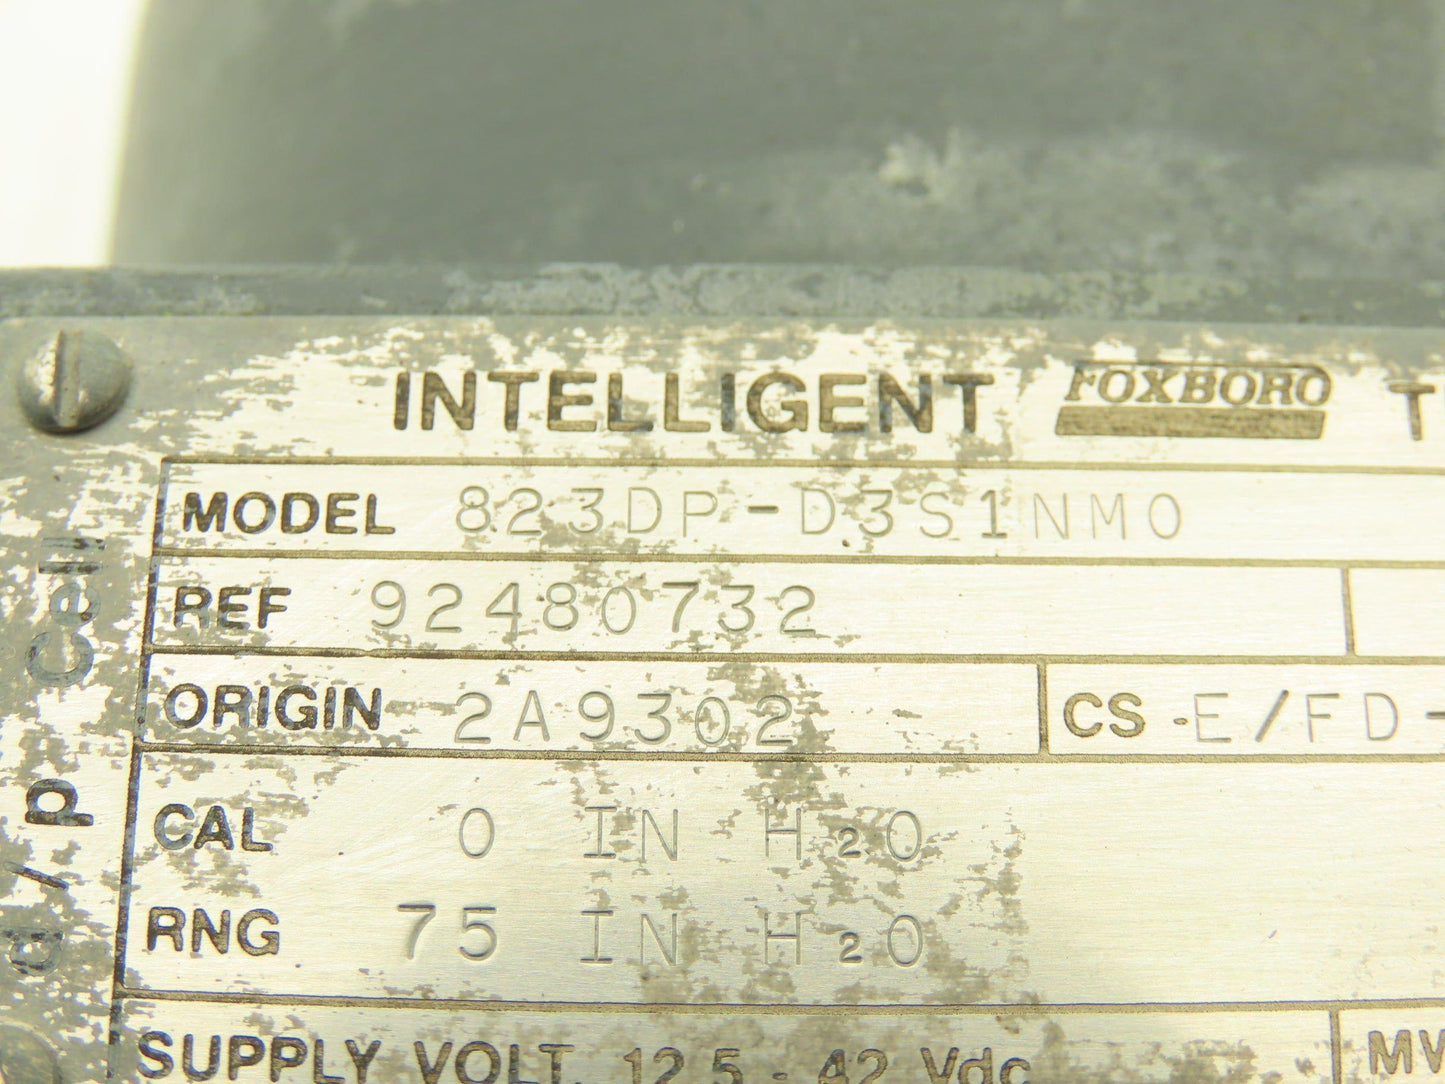 INTELLIGENT FOXBORO T
MODEL 823DP-D3S1NM0
REF 92480732
ORIGIN 2A9302 CS-E/FD-
CAL 0 IN H₂O
RNG 75 IN H₂O
SUPPLY VOLT. 12.5 - 42 Vdc MV
d/p Cell